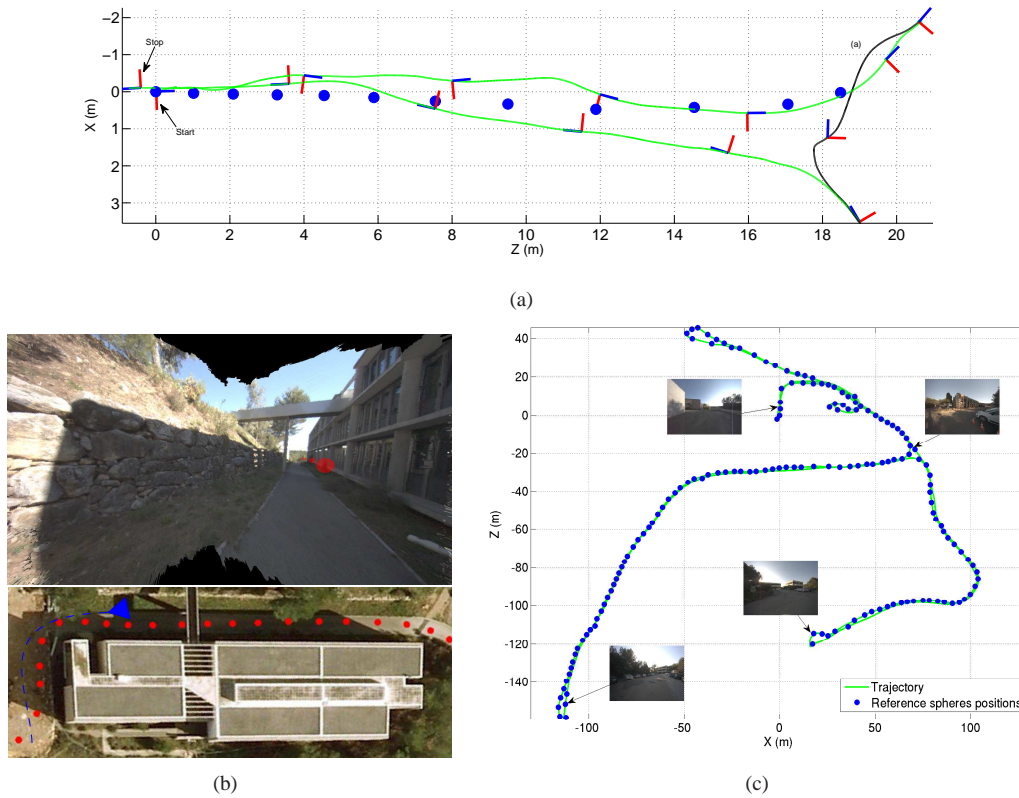 −2
−1
0
1
2
3
X (m)
Stop
Start
(a)
0 2 4 6 8 10 12 14 16 18 20
Z (m)
(a)
40
20
0
−20
−40
−60
−80
−100
−120
−140
Z (m)
Trajectory
Reference spheres positions
-100 -50 0 50 100
X (m)
(b)
(c)